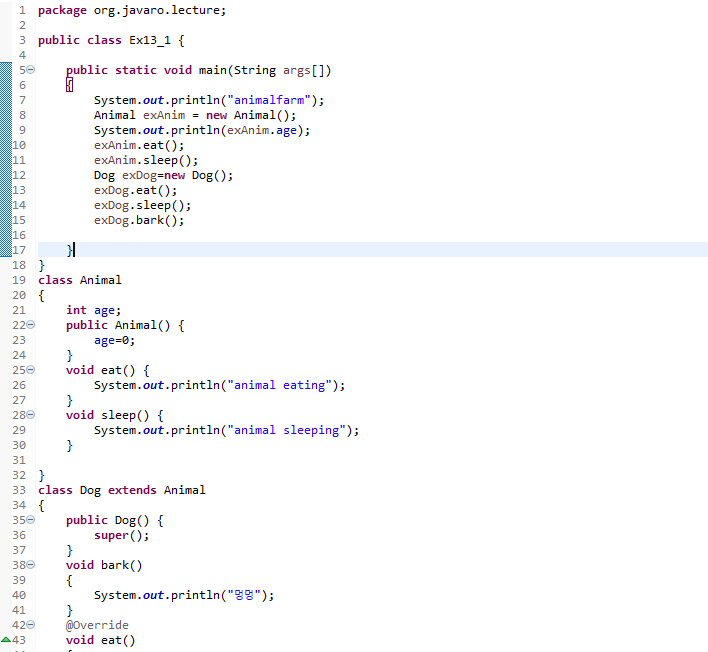 1 package org.javaro.lecture;
2
3 public class Ex13_1 {
4
5 public static void main(String args[])
6 {
7 System.out.println("animalfarm");
8 Animal exAnim = new Animal();
9 System.out.println(exAnim.age);
10 exAnim.eat();
11 exAnim.sleep();
12 Dog exDog=new Dog();
13 exDog.eat();
14 exDog.sleep();
15 exDog.bark();
16
17 }
18 }
19 class Animal
20 {
21 int age;
22 public Animal() {
23 age=0;
24 }
25 void eat() {
26 System.out.println("animal eating");
27 }
28 void sleep() {
29 System.out.println("animal sleeping");
30 }
31
32 }
33 class Dog extends Animal
34 {
35 public Dog() {
36 super();
37 }
38 void bark()
39 {
40 System.out.println("멍멍");
41 }
42 @Override
43 void eat()